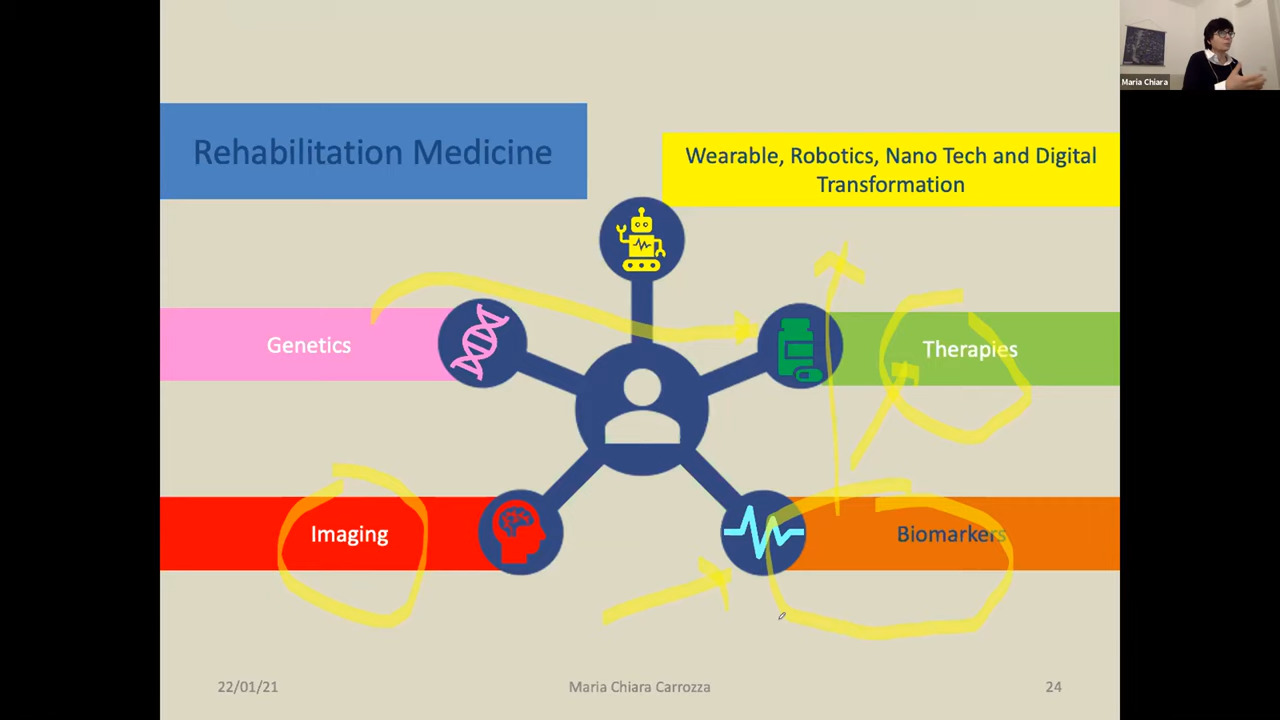 Maria Chiara
Rehabilitation Medicine
Wearable, Robotics, Nano Tech and Digital
Transformation
Genetics
Therapies
Imaging
Biomarkers
22/01/21
Maria Chiara Carrozza
24